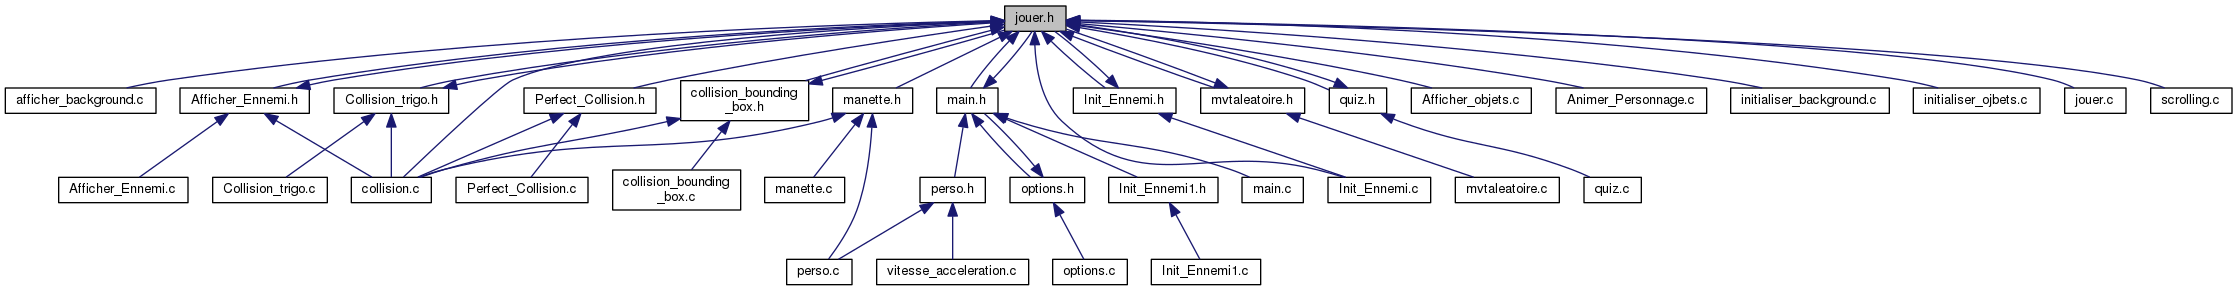 jouer.h
afficher_background.c
Afficher_Ennemi.h
Collision_trigo.h
Perfect_Collision.h
collision_bounding
_box.h
manette.h
main.h
Init_Ennemi.h
mvtaleatoire.h
quiz.h
Afficher_objets.c
Animer_Personnage.c
initialiser_background.c
initialiser_ojbets.c
jouer.c
scrolling.c
Afficher_Ennemi.c
Collision_trigo.c
collision.c
Perfect_Collision.c
collision_bounding
_box.c
manette.c
perso.h
options.h
Init_Ennemi1.h
main.c
Init_Ennemi.c
mvtaleatoire.c
quiz.c
perso.c
vitesse_acceleration.c
options.c
Init_Ennemi1.c